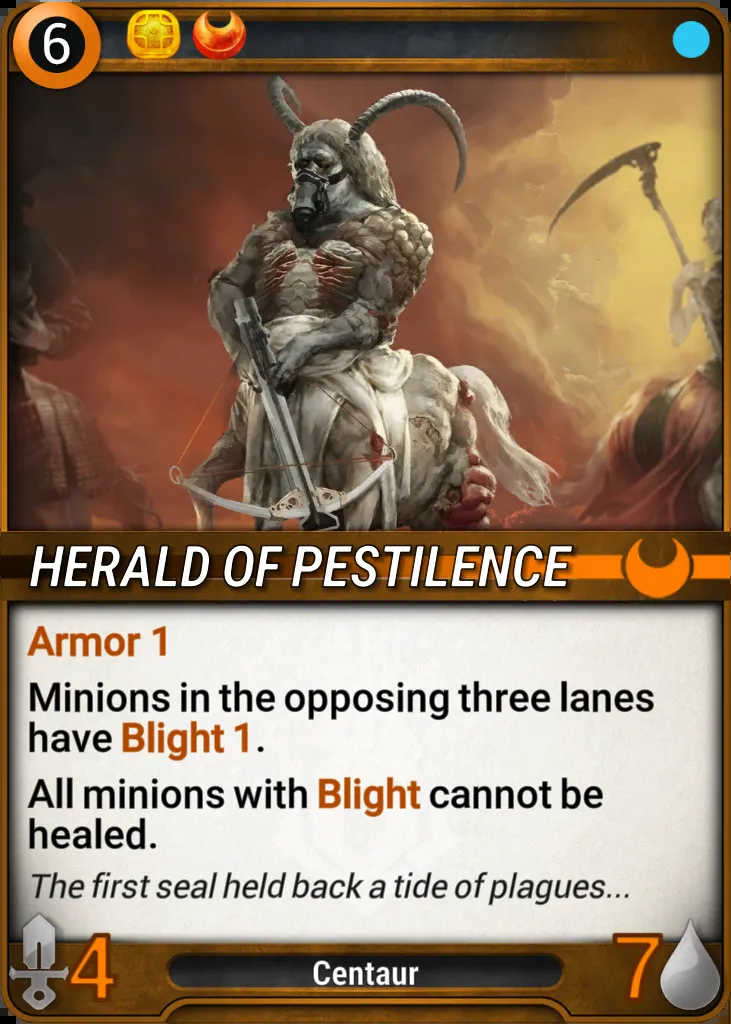 6
HERALD OF PESTILENCE
Armor 1
Minions in the opposing three lanes
have Blight 1.
All minions with Blight cannot be
healed.
The first seal held back a tide of plagues...
4
Centaur
7